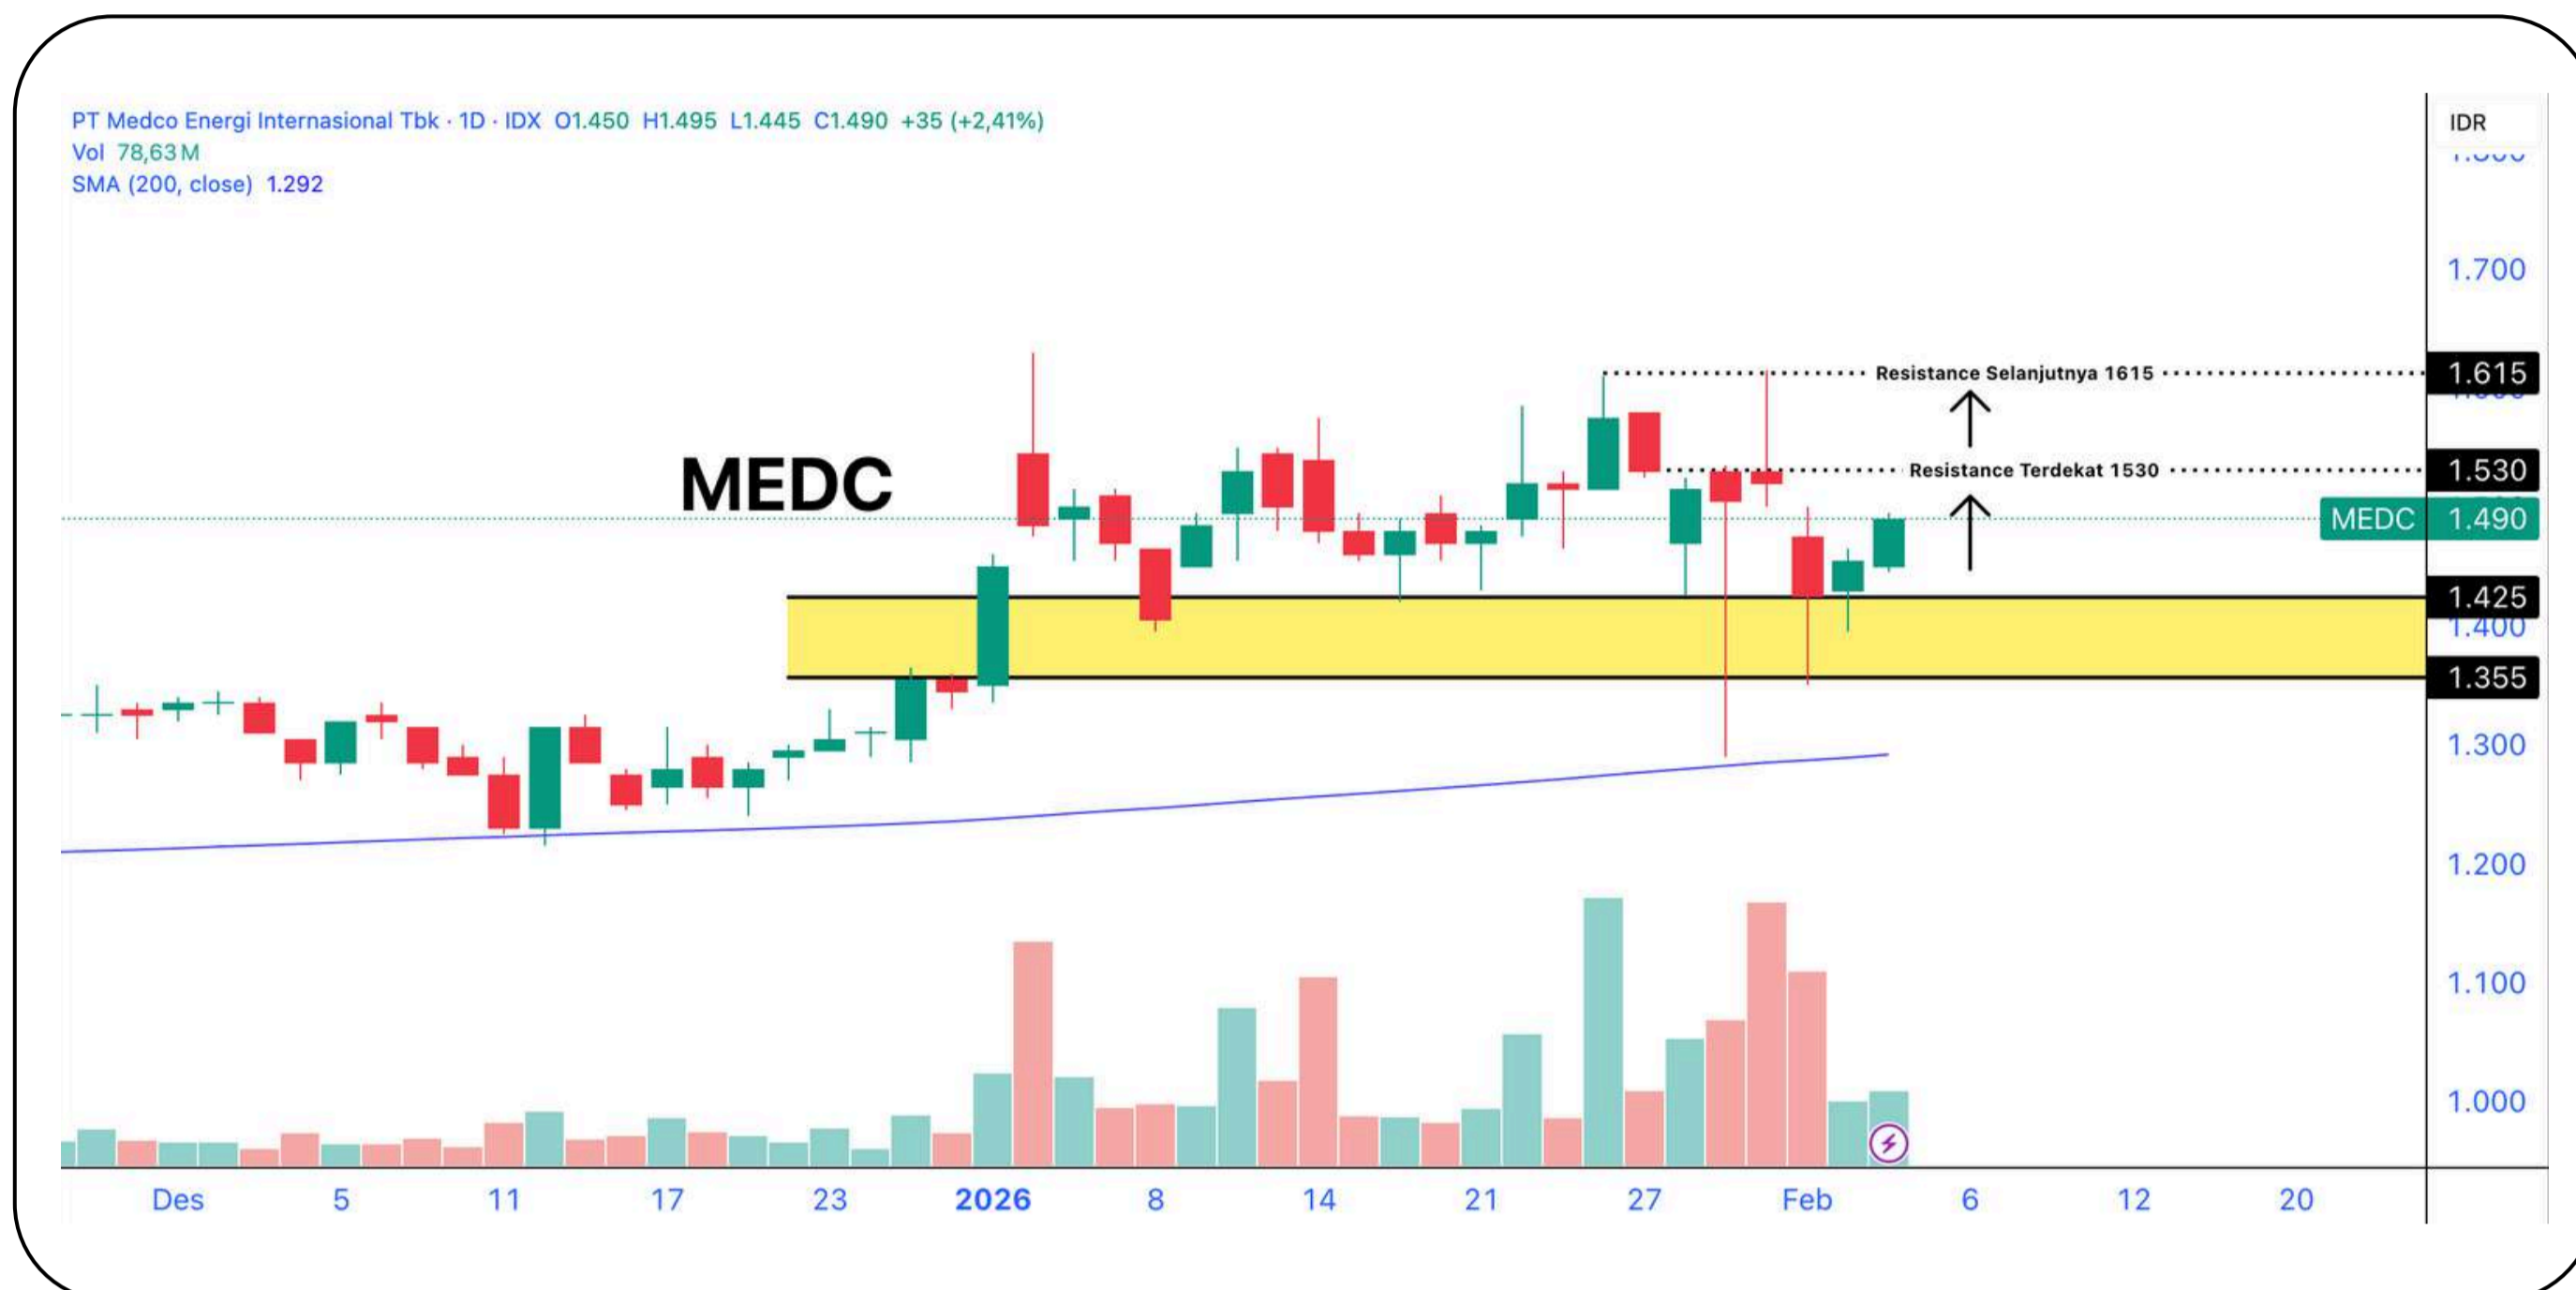 PT Medco Energi Internasional Tbk · 1D · IDX O1.450 H1.495 L1.445 C1.490 +35 (+2,41%)
Vol 78,63 M
SMA (200, close) 1.292
IDR
1.700
Resistance Selanjutnya 1615
1.615
MEDC
Resistance Terdekat 1530
1.530
MEDC 1.490
1.425
1.400
1.355
1.300
1.200
1.100
1.000
Des 5 11 17 23 2026 8 14 21 27 Feb 6 12 20